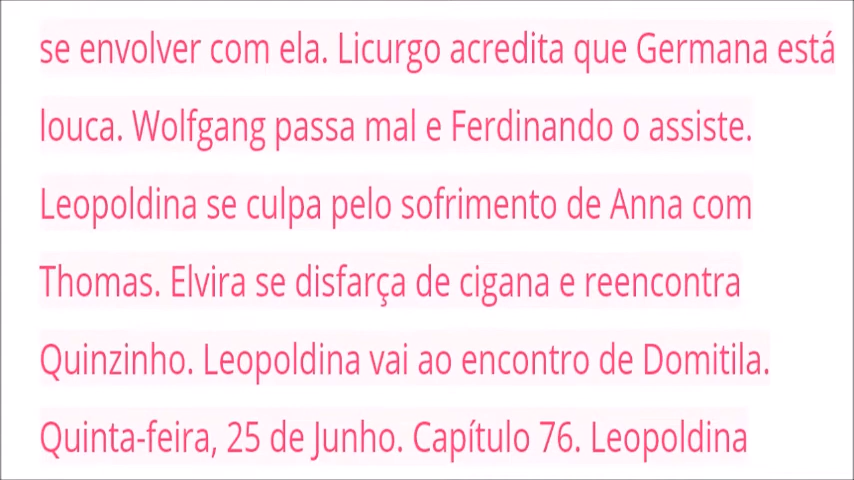 se envolver com ela. Licurgo acredita que Germana está
louca. Wolfgang passa mal e Ferdinando o assiste.
Leopoldina se culpa pelo sofrimento de Anna com
Thomas. Elvira se disfarça de cigana e reencontra
Quinzinho. Leopoldina vai ao encontro de Domitila.
Quinta-feira, 25 de Junho. Capítulo 76. Leopoldina